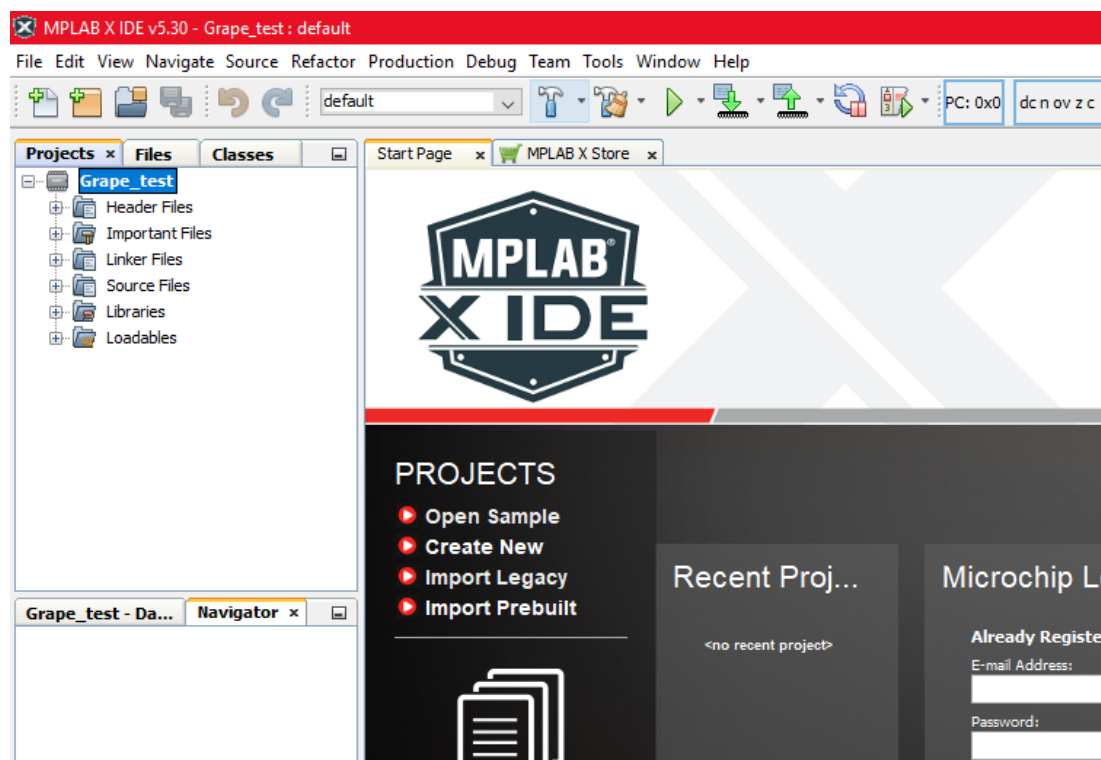 MPLAB X IDE v5.30 - Grape_test : default
File Edit View Navigate Source Refactor Production Debug Team Tools Window Help
default
PC: 0x0
dc n ov z c
Projects x Files Classes
Start Page x MPLAB X Store x
Grape_test
Header Files
Important Files
Linker Files
Source Files
Libraries
Loadables
MPLAB®
X IDE
PROJECTS
Open Sample
Create New
Import Legacy
Import Prebuilt
Recent Proj...
<no recent project>
Microchip L
Already Registe
E-mail Address:
Password:
Grape_test - Da... Navigator x